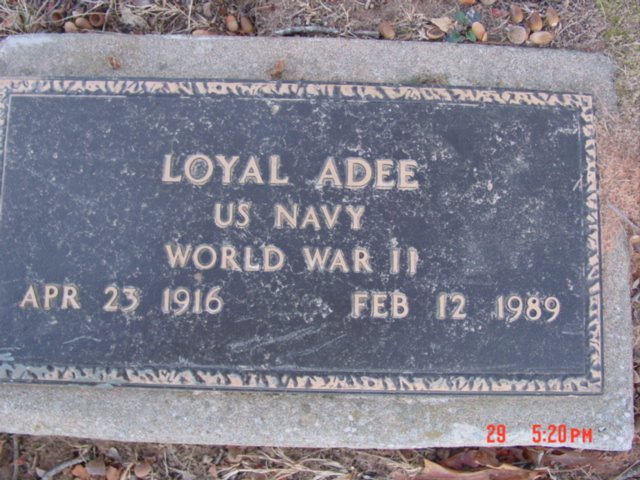 LOYAL ADEE
US NAVY
WORLD WAR II
APR 23 1916 FEB 12 1989
29 5:20PM